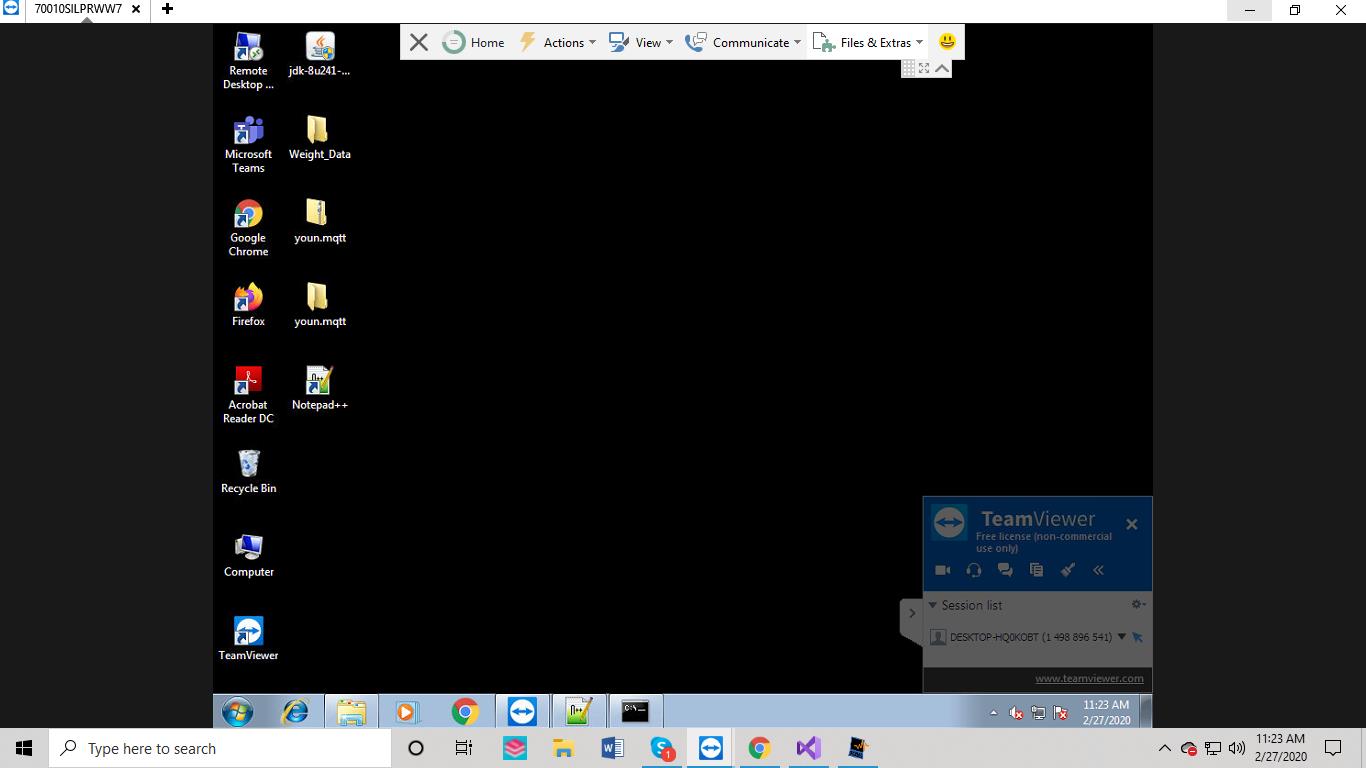 70010SILPRWW7
Home
Actions
View
Communicate
Files & Extras
Remote
Desktop ...
jdk-8u241-...
Microsoft
Teams
Weight_Data
Google
Chrome
youn.mqtt
Firefox
youn.mqtt
Acrobat
Reader DC
Notepad++
Recycle Bin
Computer
TeamViewer
TeamViewer
Free license (non-commercial
use only)
Session list
DESKTOP-HQ0KOBT (1 498 896 541)
www.teamviewer.com
11:23 AM
2/27/2020
Type here to search
1
11:23 AM
2/27/2020